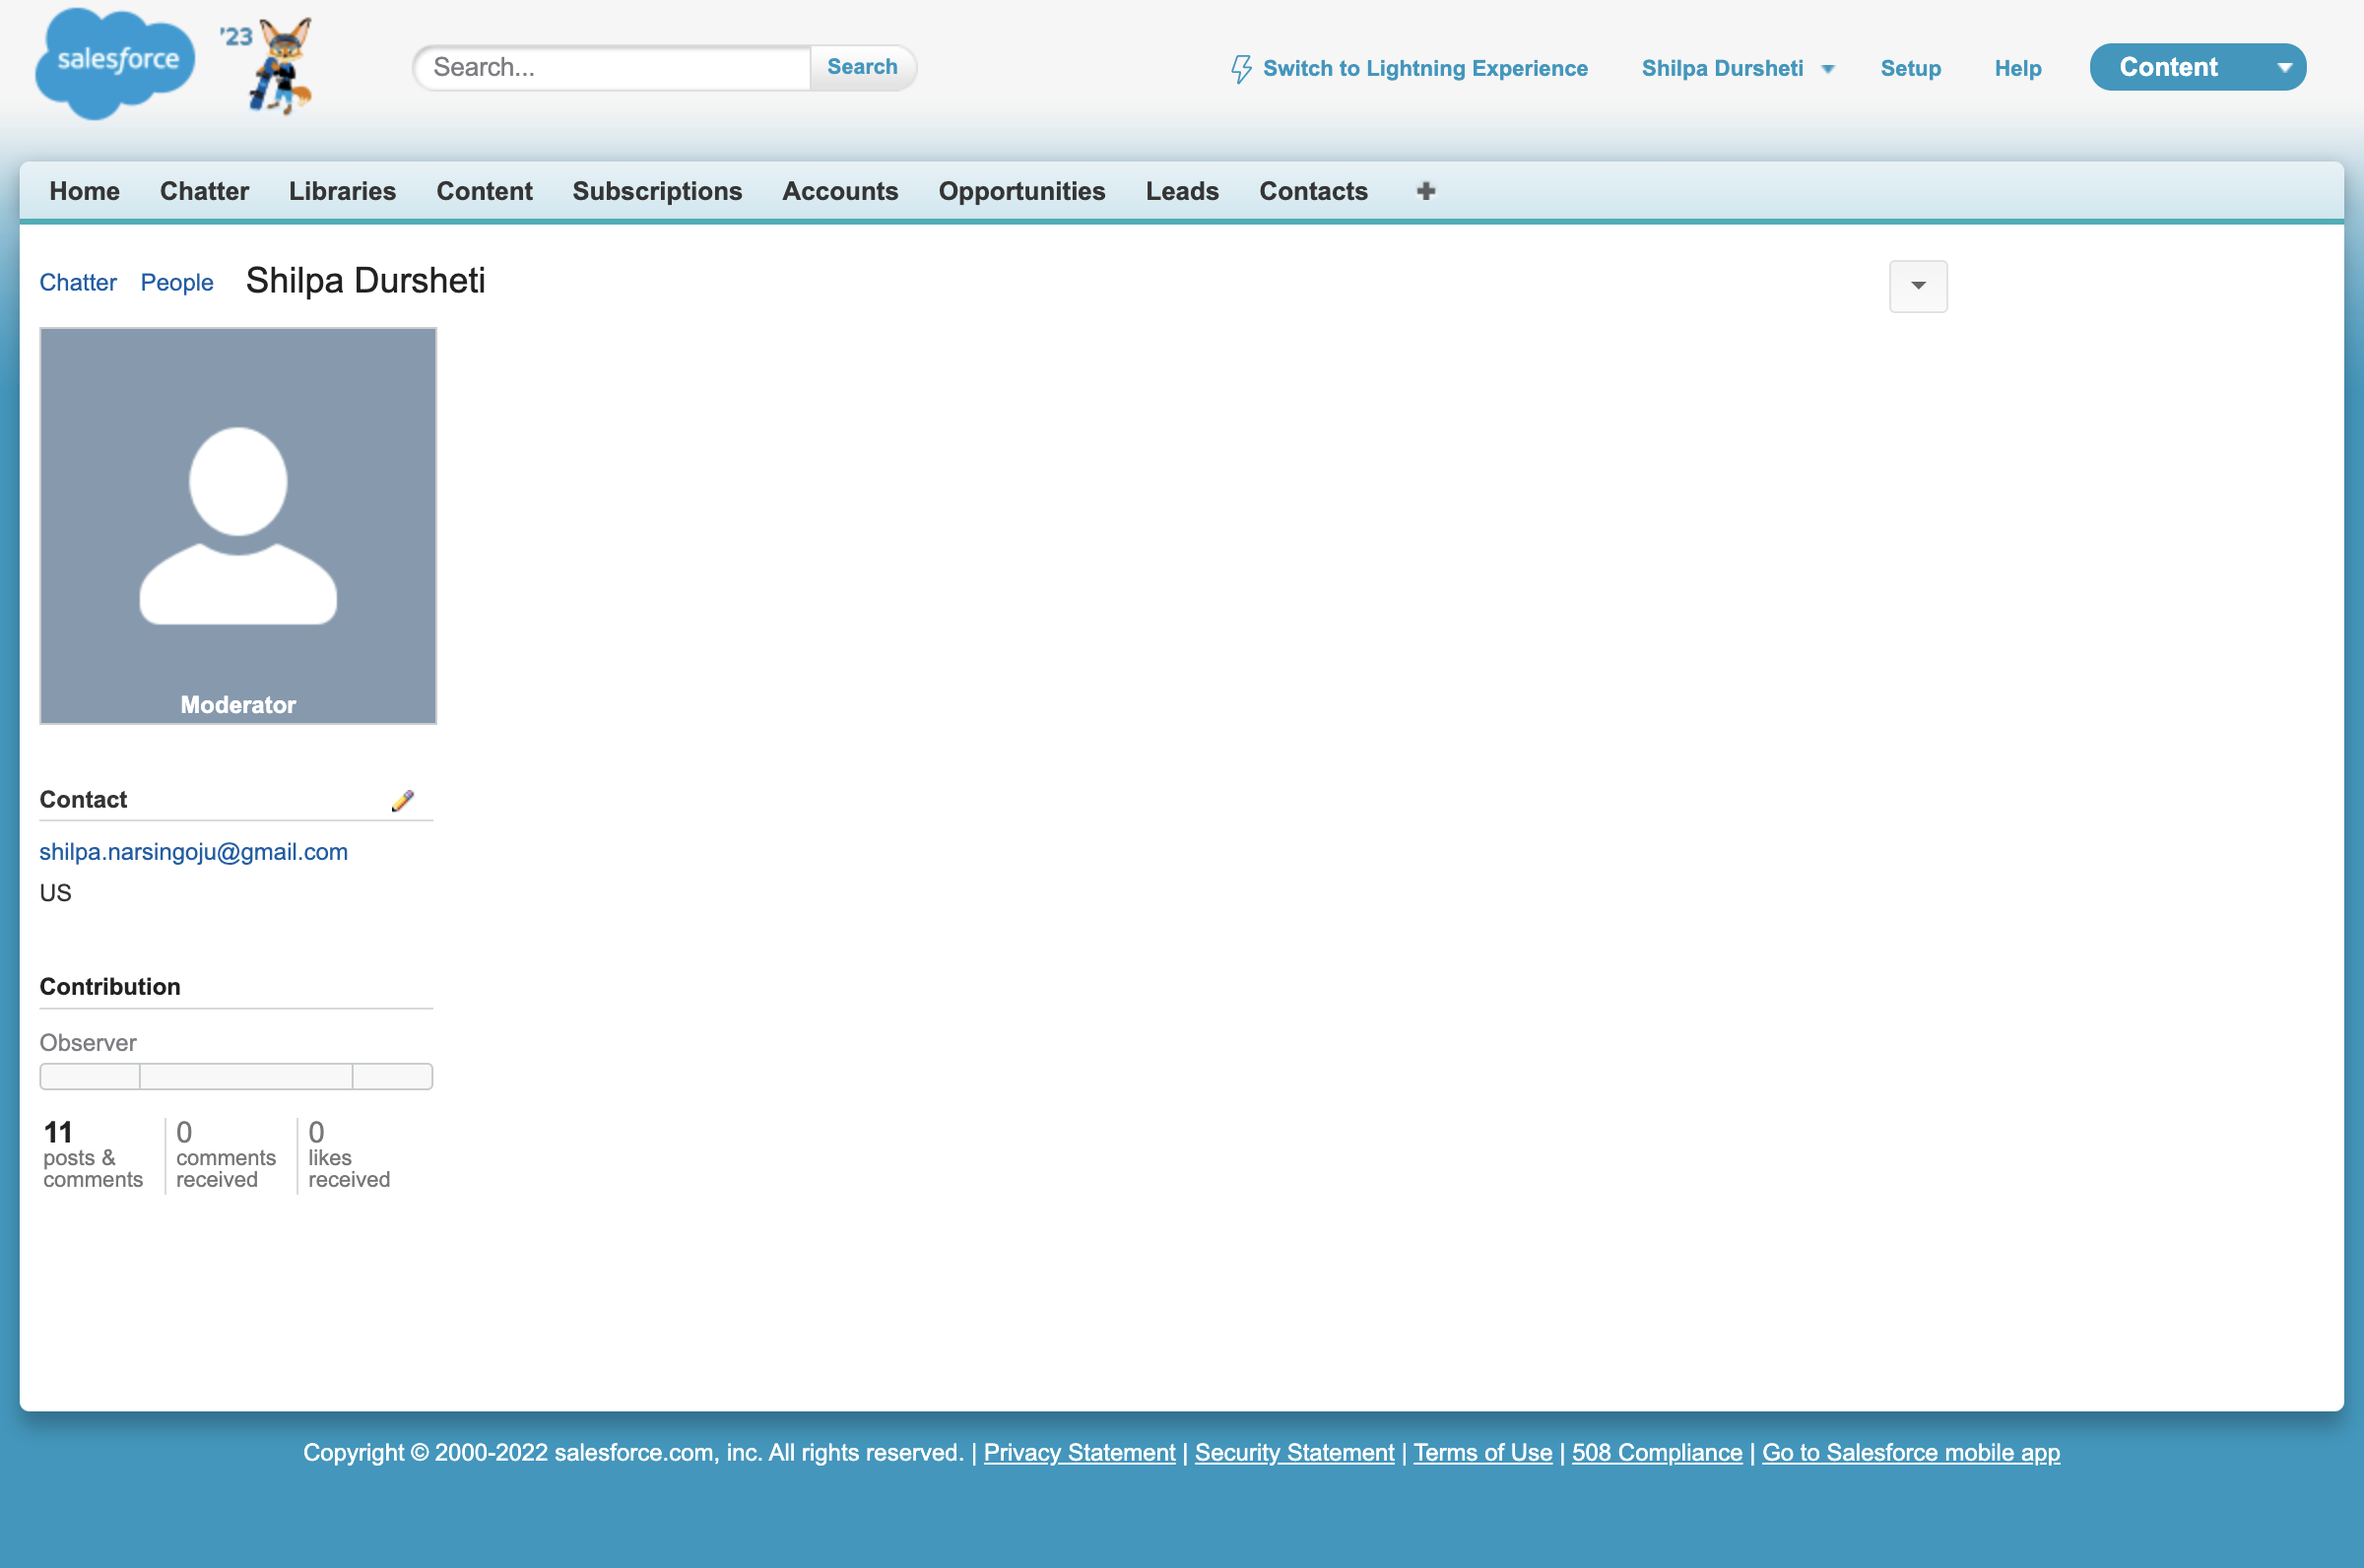 salesforce
'23
Search...
Search
Switch to Lightning Experience
Shilpa Dursheti
Setup
Help
Content
Home
Chatter
Libraries
Content
Subscriptions
Accounts
Opportunities
Leads
Contacts
Chatter
People
Shilpa Dursheti
Moderator
Contact
shilpa.narsingoju@gmail.com
US
Contribution
Observer
11
posts &
comments
0
comments
received
0
likes
received
Copyright © 2000-2022 salesforce.com, inc. All rights reserved. | Privacy Statement | Security Statement | Terms of Use | 508 Compliance | Go to Salesforce mobile app